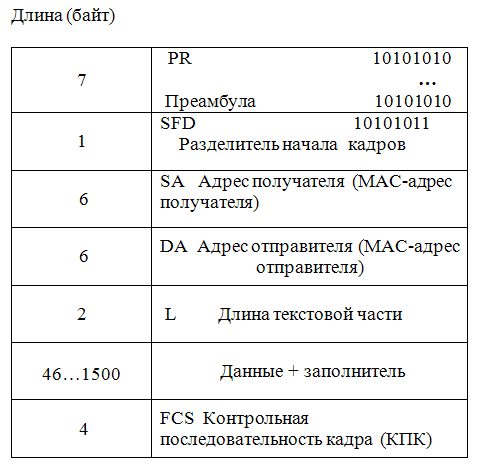 Длина (байт)
7
PR 10101010
...
Преамбула 10101010
1
SFD 10101011
Разделитель начала кадров
6
SA Адрес получателя (MAC-адрес
получателя)
6
DA Адрес отправителя (MAC-адрес
отправителя)
2
L Длина текстовой части
46…1500
Данные + заполнитель
4
FCS Контрольная
последовательность кадра (КПК)